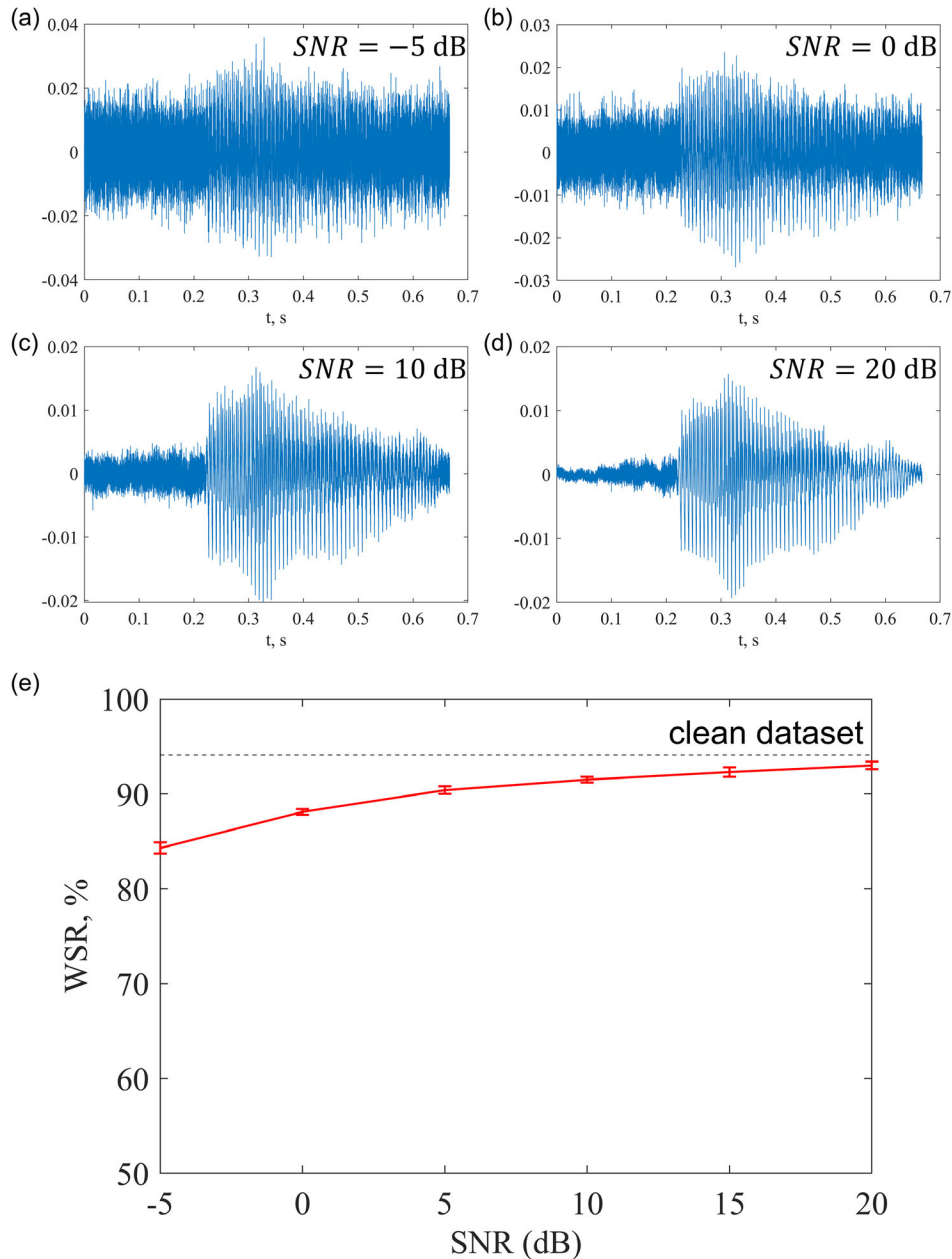 (a)
SNR = −5 dB
0.04
0.02
0
-0.02
-0.04
0 0.1 0.2 0.3 0.4 0.5 0.6 0.7
t, s
(b)
SNR = 0 dB
0.03
0.02
0.01
0
-0.01
-0.02
-0.03
0 0.1 0.2 0.3 0.4 0.5 0.6 0.7
t, s
(c)
SNR = 10 dB
0.02
0.01
0
-0.01
-0.02
0 0.1 0.2 0.3 0.4 0.5 0.6 0.7
t, s
(d)
SNR = 20 dB
0.02
0.01
0
-0.01
-0.02
0 0.1 0.2 0.3 0.4 0.5 0.6 0.7
t, s
(e)
clean dataset
WSR, %
100
90
80
70
60
50
-5 0 5 10 15 20
SNR (dB)